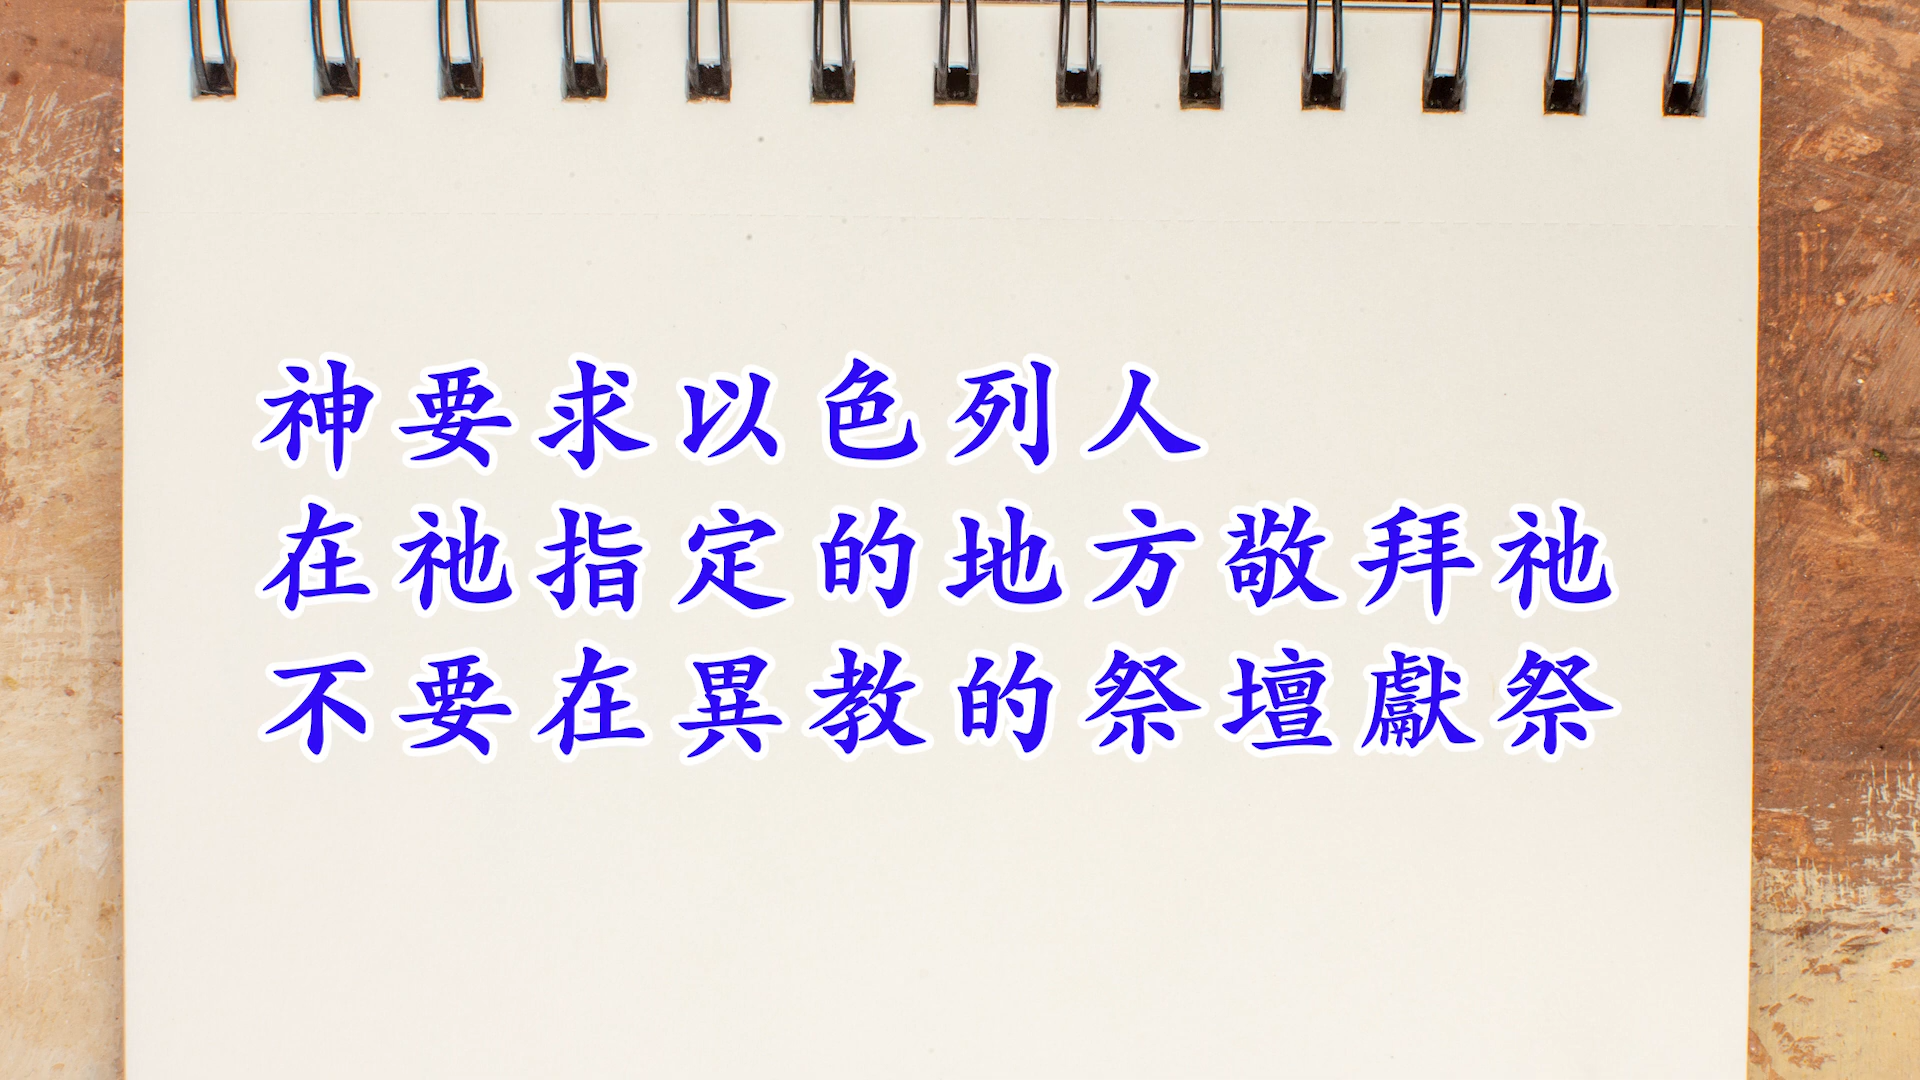 神要求以色列人
在祂指定的地方敬拜祂
不要在異教的祭壇獻祭